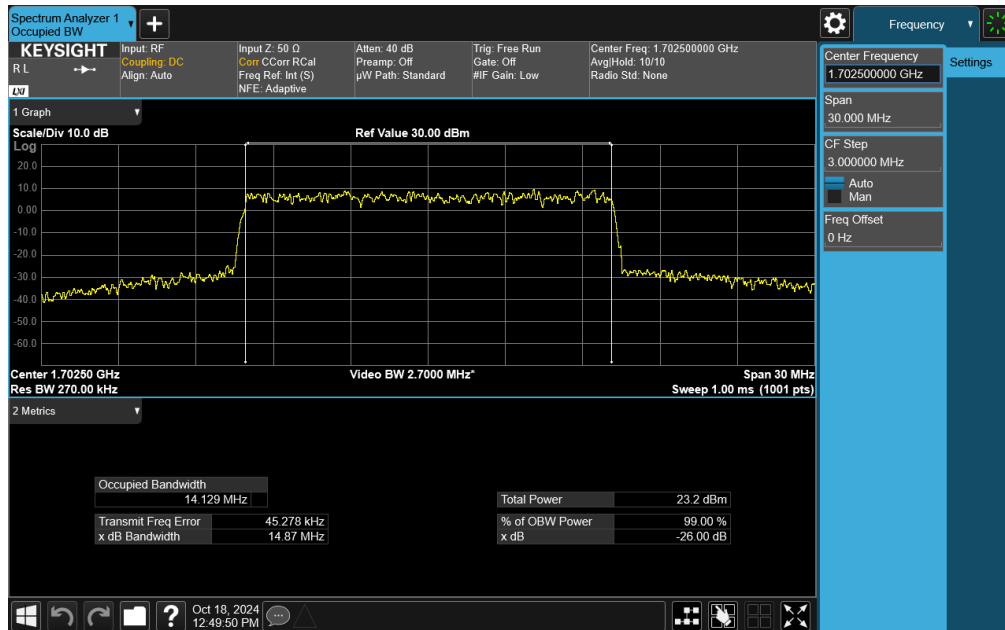 Spectrum Analyzer 1
Occupied BW
+
Frequency
KEYSIGHT
R L
LXI
Input: RF
Coupling: DC
Align: Auto
Input Z: 50 Ω
Corr CCorr RCal
Freq Ref: Int (S)
NFE: Adaptive
Atten: 40 dB
Preamp: Off
µW Path: Standard
Trig: Free Run
Gate: Off
#IF Gain: Low
Center Freq: 1.702500000 GHz
Avg|Hold: 10/10
Radio Std: None
Center Frequency
1.702500000 GHz
Settings
Span
30.000 MHz
CF Step
3.000000 MHz
Auto
Man
Freq Offset
0 Hz
1 Graph
Scale/Div 10.0 dB
Ref Value 30.00 dBm
Log
20.0
10.0
0.00
-10.0
-20.0
-30.0
-40.0
-50.0
-60.0
Center 1.70250 GHz
Video BW 2.7000 MHz*
Span 30 MHz
Res BW 270.00 kHz
Sweep 1.00 ms (1001 pts)
2 Metrics
Occupied Bandwidth
14.129 MHz
Total Power 23.2 dBm
Transmit Freq Error 45.278 kHz
% of OBW Power 99.00 %
x dB Bandwidth 14.87 MHz
x dB -26.00 dB
?
Oct 18, 2024
12:49:50 PM